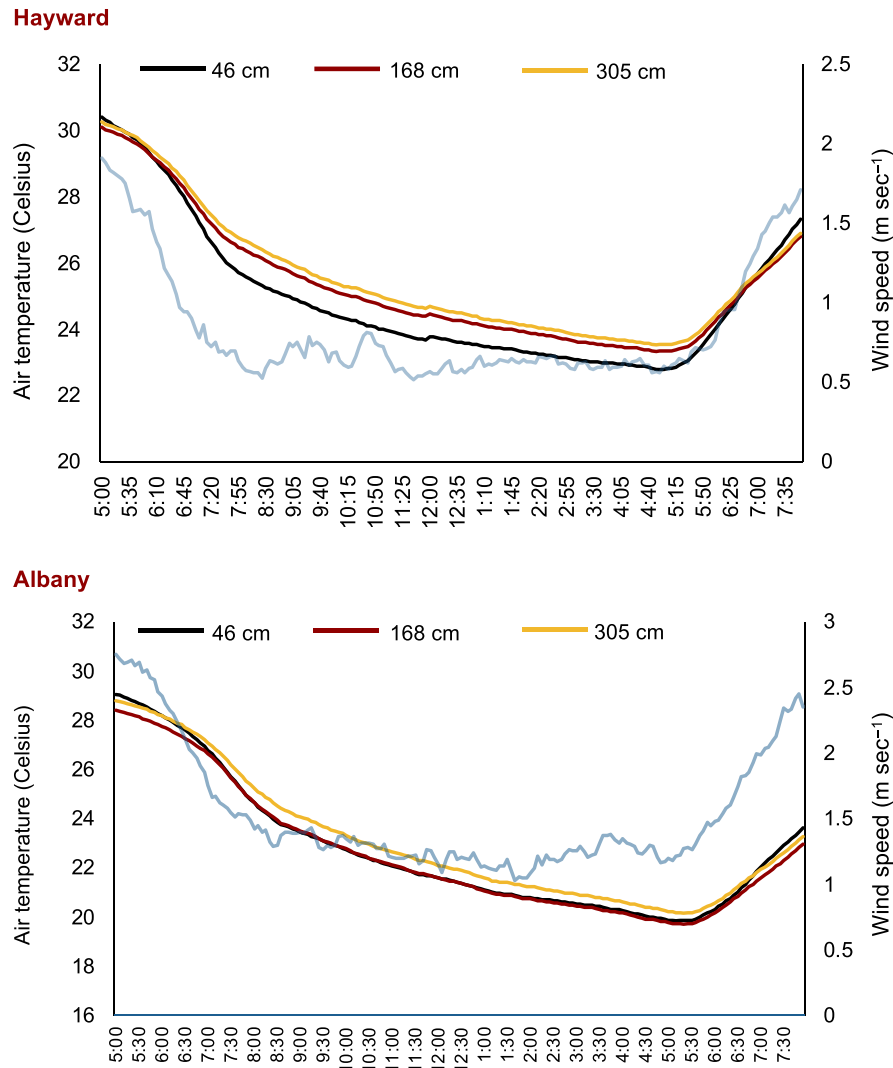 Hayward
46 cm 168 cm 305 cm
Air temperature (Celsius)
32
30
28
26
24
22
20
Wind speed (m sec⁻¹)
2.5
2
1.5
1
0.5
0
5:00 5:35 6:10 6:45 7:20 7:55 8:30 9:05 9:40 10:15 10:50 11:25 12:00 12:35 1:10 1:45 2:20 2:55 3:30 4:05 4:40 5:15 5:50 6:25 7:00 7:35
Albany
46 cm 168 cm 305 cm
Air temperature (Celsius)
32
30
28
26
24
22
20
18
16
Wind speed (m sec⁻¹)
3
2.5
2
1.5
1
0.5
0
5:00 5:30 6:00 6:30 7:00 7:30 8:00 8:30 9:00 9:30 10:00 10:30 11:00 11:30 12:00 12:30 1:00 1:30 2:00 2:30 3:00 3:30 4:00 4:30 5:00 5:30 6:00 6:30 7:00 7:30